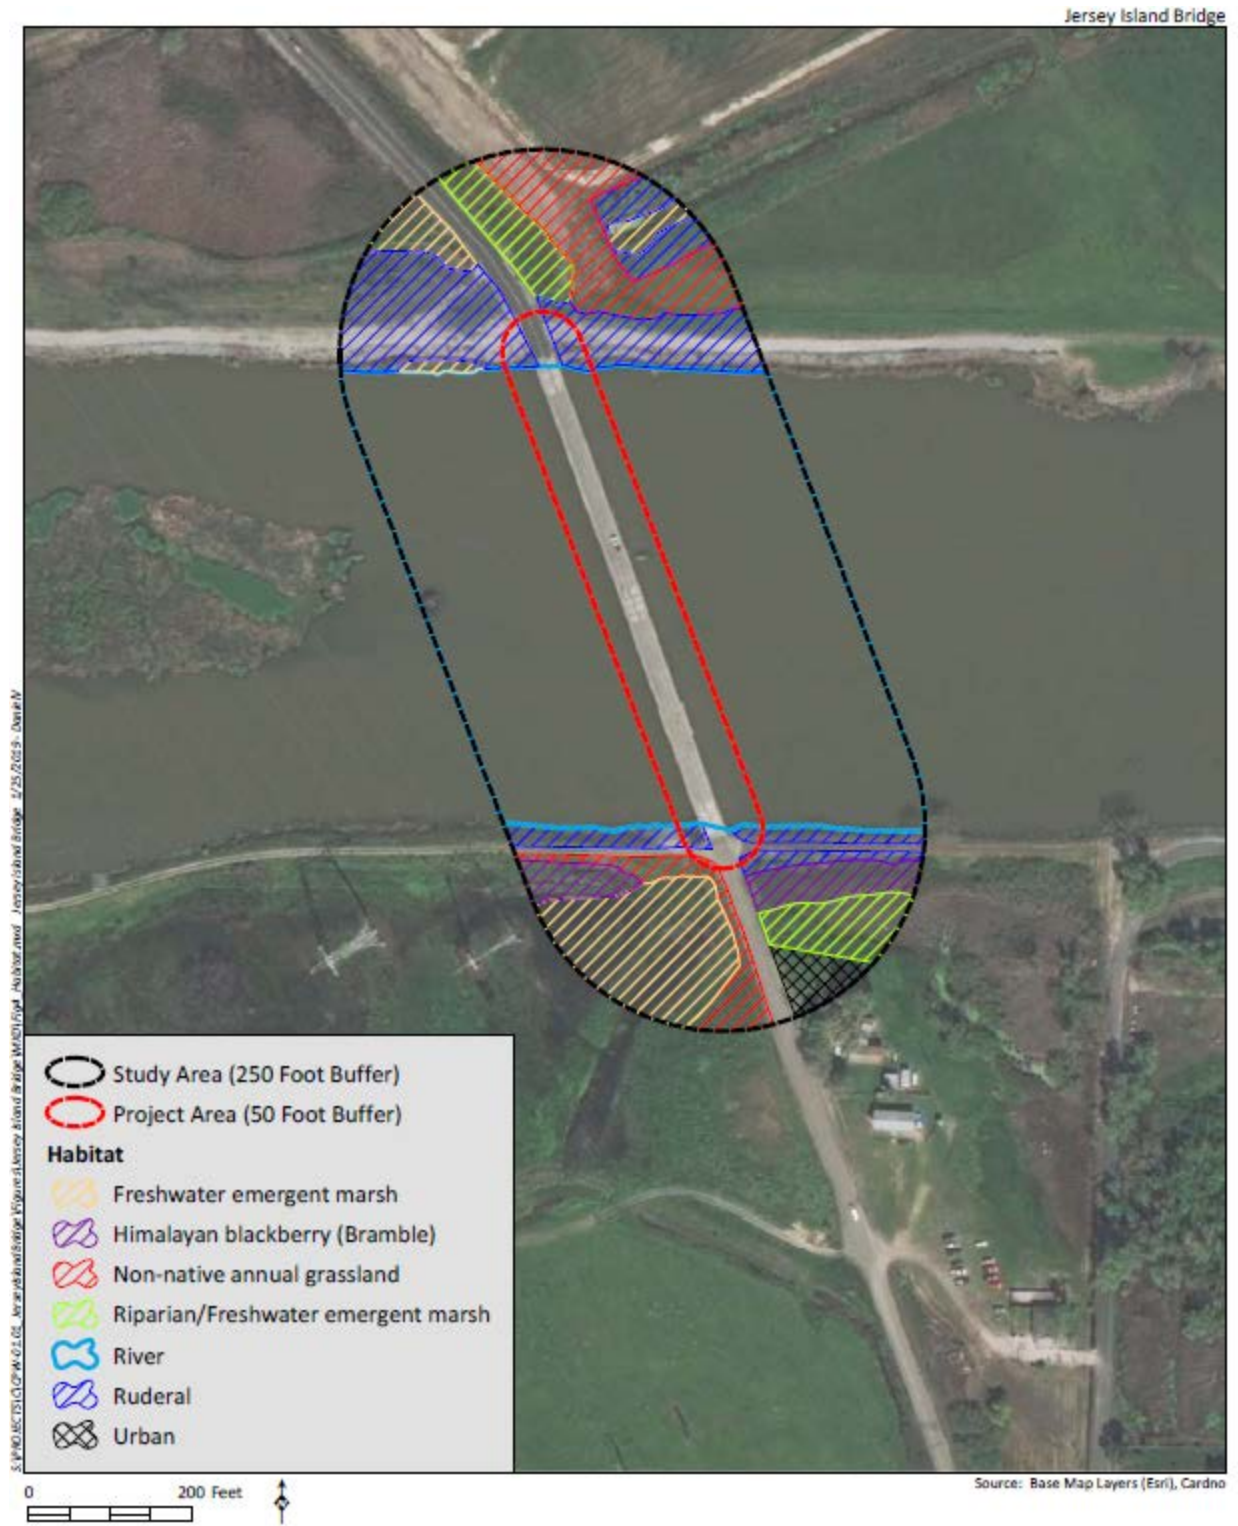 Jersey Island Bridge
Study Area (250 Foot Buffer)
Project Area (50 Foot Buffer)
Habitat
Freshwater emergent marsh
Himalayan blackberry (Bramble)
Non-native annual grassland
Riparian/Freshwater emergent marsh
River
Ruderal
Urban
0 200 Feet
N
Source: Base Map Layers (Esri), Cardno